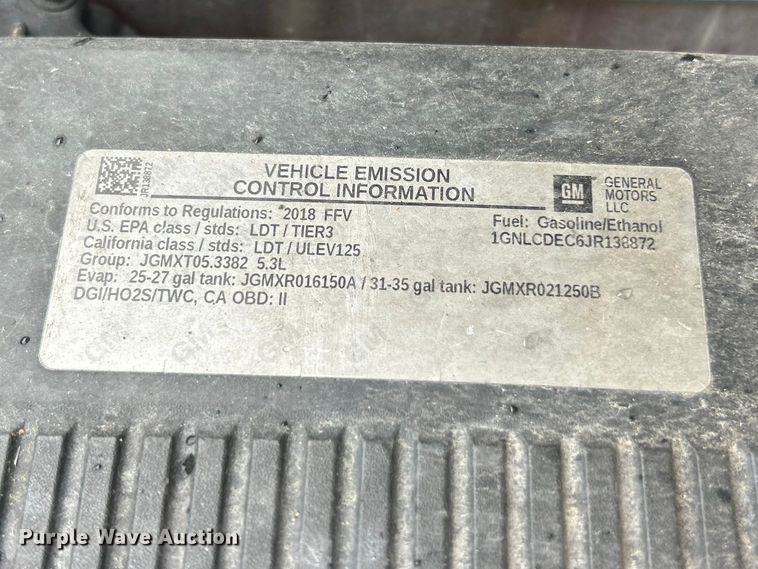 VEHICLE EMISSION
CONTROL INFORMATION
JR138872
GM
GENERAL
MOTORS
LLC
Conforms to Regulations: 2018 FFV
U.S. EPA class / stds: LDT / TIER3
California class / stds: LDT / ULEV125
Group: JGMXT05.3382 5.3L
Fuel: Gasoline/Ethanol
1GNLCDEC6JR138872
Evap: 25-27 gal tank: JGMXR016150A / 31-35 gal tank: JGMXR021250B
DGI/HO2S/TWC, CA OBD: II
Purple Wave Auction